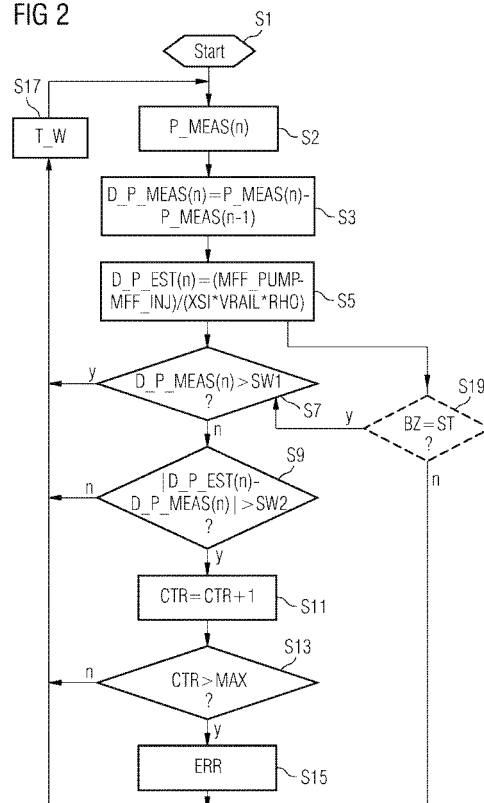 FIG 2
S1
Start
S17
T_W
P_MEAS(n)
S2
D_P_MEAS(n)=P_MEAS(n)-
P_MEAS(n-1)
S3
D_P_EST(n)=(MFF_PUMP-
MFF_INJ)/(XSI*VRAIL*RHO)
S5
y
D_P_MEAS(n)>SW1
?
S7
n
S19
y
BZ=ST
?
n
S9
n
|D_P_EST(n)-
D_P_MEAS(n)|>SW2
?
y
CTR=CTR+1
S11
S13
n
CTR>MAX
?
y
ERR
S15